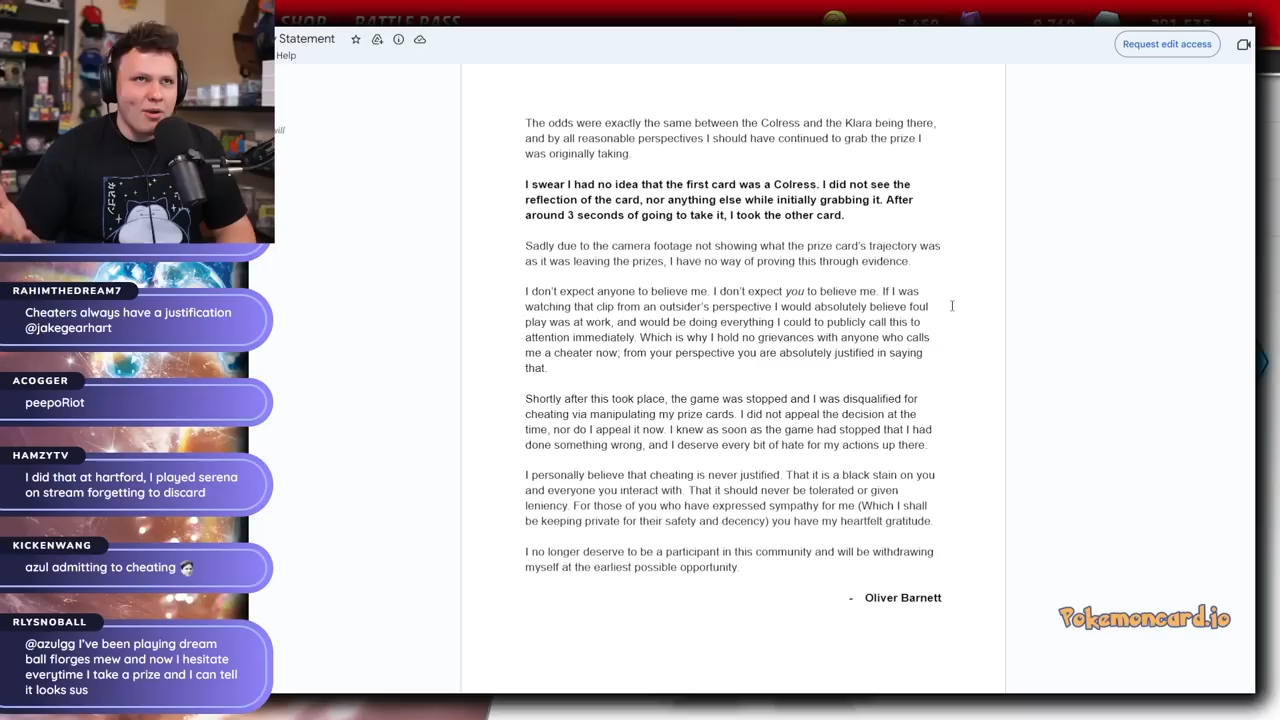 SHOP BATTLE PASS
Statement
Help
Request edit access
The odds were exactly the same between the Colress and the Klara being there,
and by all reasonable perspectives I should have continued to grab the prize I
was originally taking.
I swear I had no idea that the first card was a Colress. I did not see the
reflection of the card, nor anything else while initially grabbing it. After
around 3 seconds of going to take it, I took the other card.
Sadly due to the camera footage not showing what the prize card's trajectory was
as it was leaving the prizes, I have no way of proving this through evidence.
I don't expect anyone to believe me. I don't expect you to believe me. If I was
watching that clip from an outsider's perspective I would absolutely believe foul
play was at work, and would be doing everything I could to publicly call this to
attention immediately. Which is why I hold no grievances with anyone who calls
me a cheater now; from your perspective you are absolutely justified in saying
that.
Shortly after this took place, the game was stopped and I was disqualified for
cheating via manipulating my prize cards. I did not appeal the decision at the
time, nor do I appeal it now. I knew as soon as the game had stopped that I had
done something wrong, and I deserve every bit of hate for my actions up there.
I personally believe that cheating is never justified. That it is a black stain on you
and everyone you interact with. That it should never be tolerated or given
leniency. For those of you who have expressed sympathy for me (Which I shall
be keeping private for their safety and decency) you have my heartfelt gratitude.
I no longer deserve to be a participant in this community and will be withdrawing
myself at the earliest possible opportunity.
- Oliver Barnett
RAHIMTHEDREAM7
Cheaters always have a justification
@jakegearhart
ACOGGER
peepoRiot
HAMZYTV
I did that at hartford, I played serena
on stream forgetting to discard
KICKENWANG
azul admitting to cheating
RLYSNOBALL
@azulgg I've been playing dream
ball florges mew and now I hesitate
everytime I take a prize and I can tell
it looks sus
Pokemoncard.io